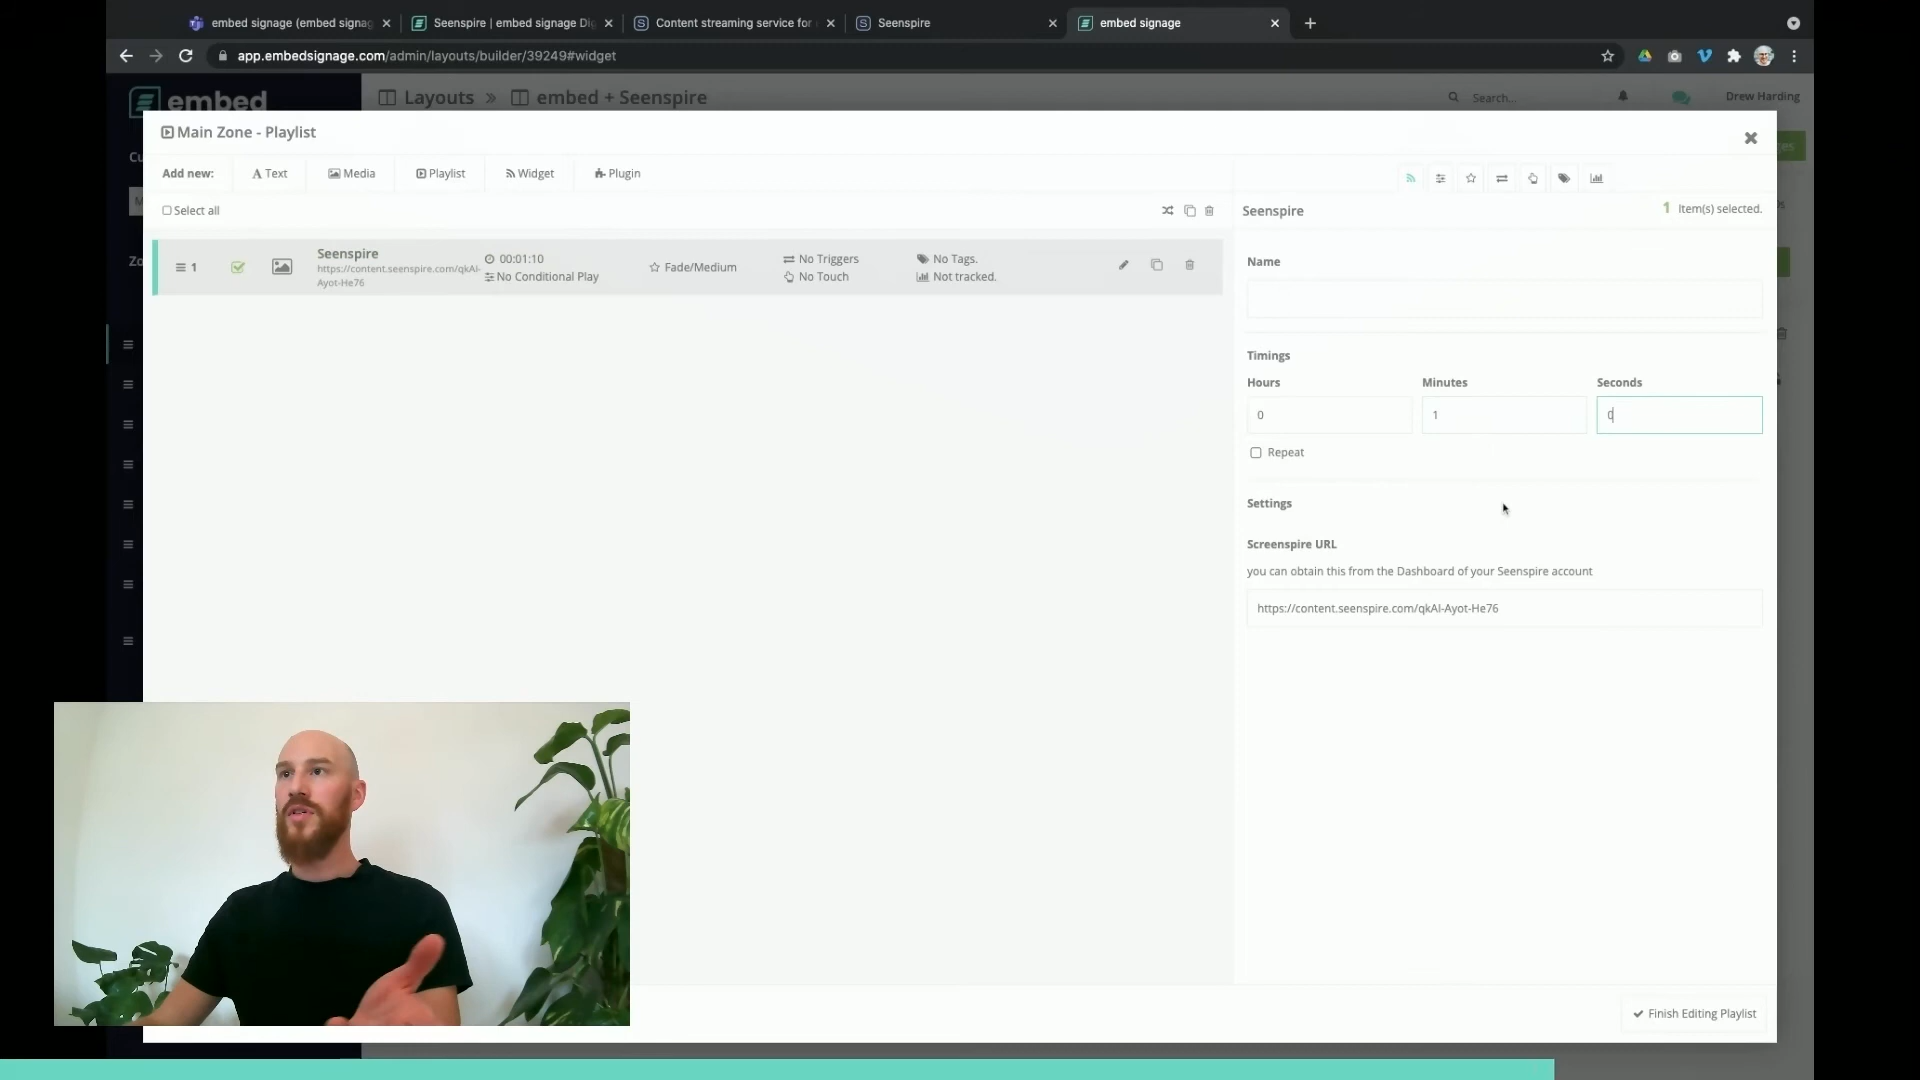 embed signage (embed signag
Seenspire | embed signage Di
Content streaming service for
Seenspire
embed signage
app.embedsignage.com/admin/layouts/builder/39249#widget
embed
Layouts » embed + Seenspire
Search...
Drew Harding
Main Zone - Playlist
Add new:
Text
Media
Playlist
Widget
Plugin
Select all
Seenspire
1 Item(s) selected.
1
Seenspire
https://content.seenspire.com/qkAI-
Ayot-He76
00:01:10
No Conditional Play
Fade/Medium
No Triggers
No Touch
No Tags.
Not tracked.
Name
Timings
Hours
Minutes
Seconds
0
1
0
Repeat
Settings
Screenspire URL
you can obtain this from the Dashboard of your Seenspire account
https://content.seenspire.com/qkAI-Ayot-He76
Finish Editing Playlist